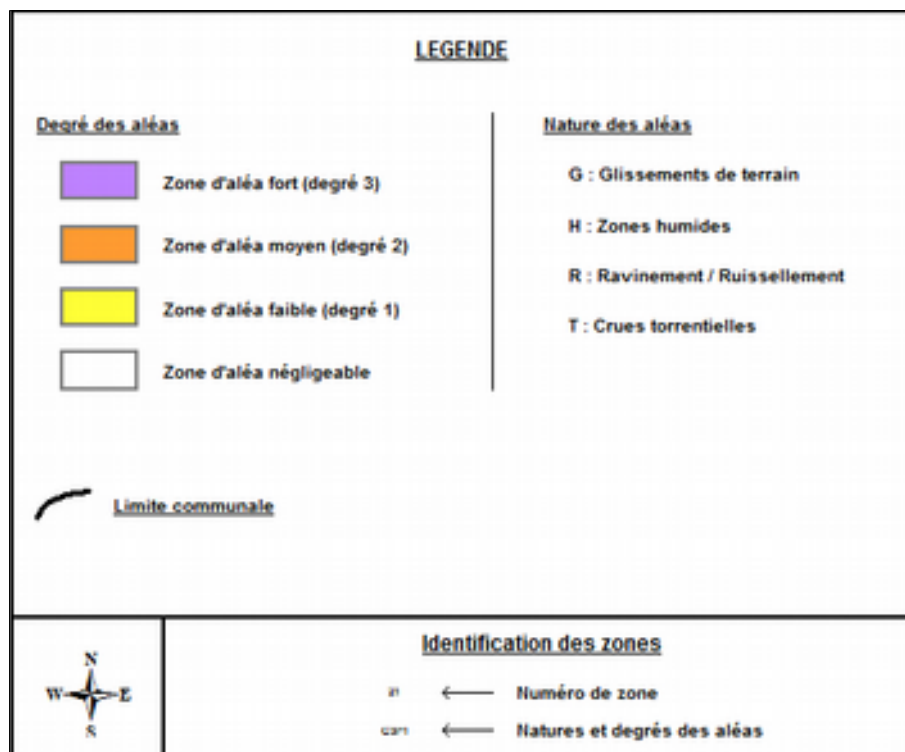 LEGENDE
Degré des aléas
Zone d'aléa fort (degré 3)
Zone d'aléa moyen (degré 2)
Zone d'aléa faible (degré 1)
Zone d'aléa négligeable
Nature des aléas
G : Glissements de terrain
H : Zones humides
R : Ravinement / Ruissellement
T : Crues torrentielles
Limite communale
N
W E
S
Identification des zones
Numéro de zone
Natures et degrés des aléas